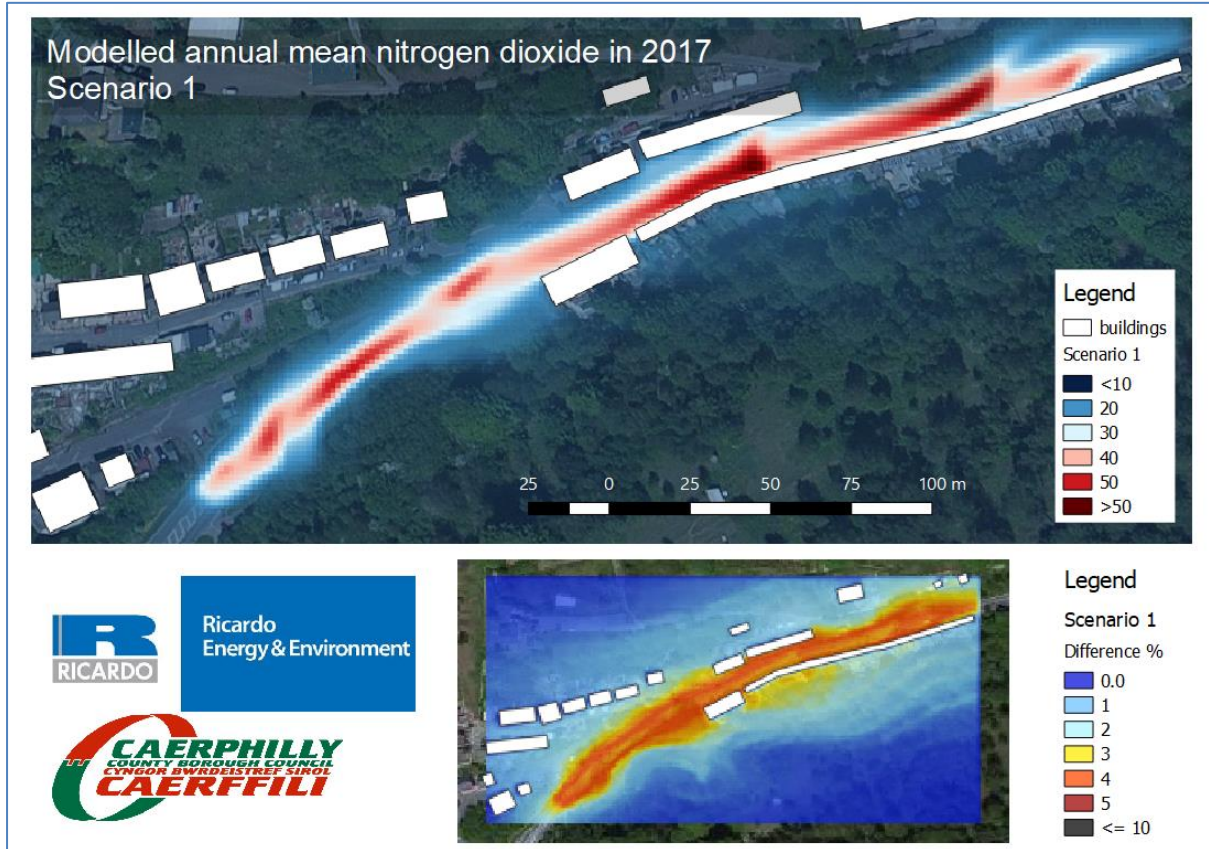 Modelled annual mean nitrogen dioxide in 2017
Scenario 1
Legend
buildings
Scenario 1
<10
20
30
40
50
>50
25 0 25 50 75 100 m
RICARDO
Ricardo
Energy & Environment
CAERPHILLY
COUNTY BOROUGH COUNCIL
CYNGOR BWRDEISTREF SIROL
CAERFFILI
Legend
Scenario 1
Difference %
0.0
1
2
3
4
5
<= 10